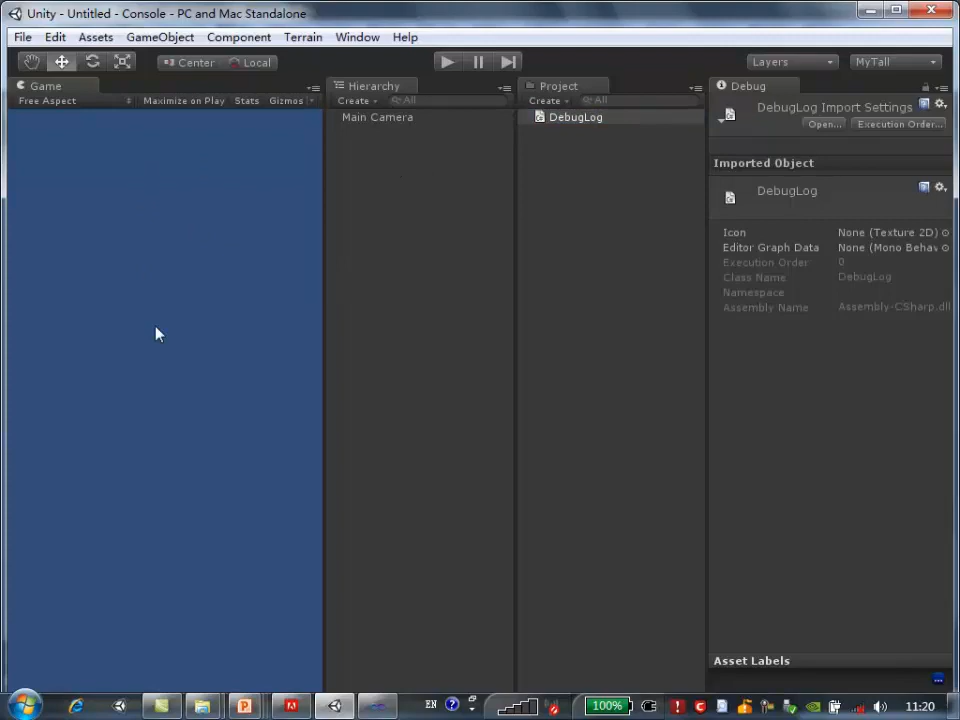 Unity - Untitled - Console - PC and Mac Standalone
File Edit Assets GameObject Component Terrain Window Help
Center Local Layers MyTall
Game Hierarchy Project Debug
Free Aspect Maximize on Play Stats Gizmos Create All Create All
Main Camera
DebugLog
DebugLog Import Settings
Open... Execution Order...
Imported Object
DebugLog
Icon None (Texture 2D)
Editor Graph Data None (Mono Behav
Execution Order 0
Class Name DebugLog
Namespace
Assembly Name Assembly-CSharp.dll
Asset Labels
EN 100% 11:20